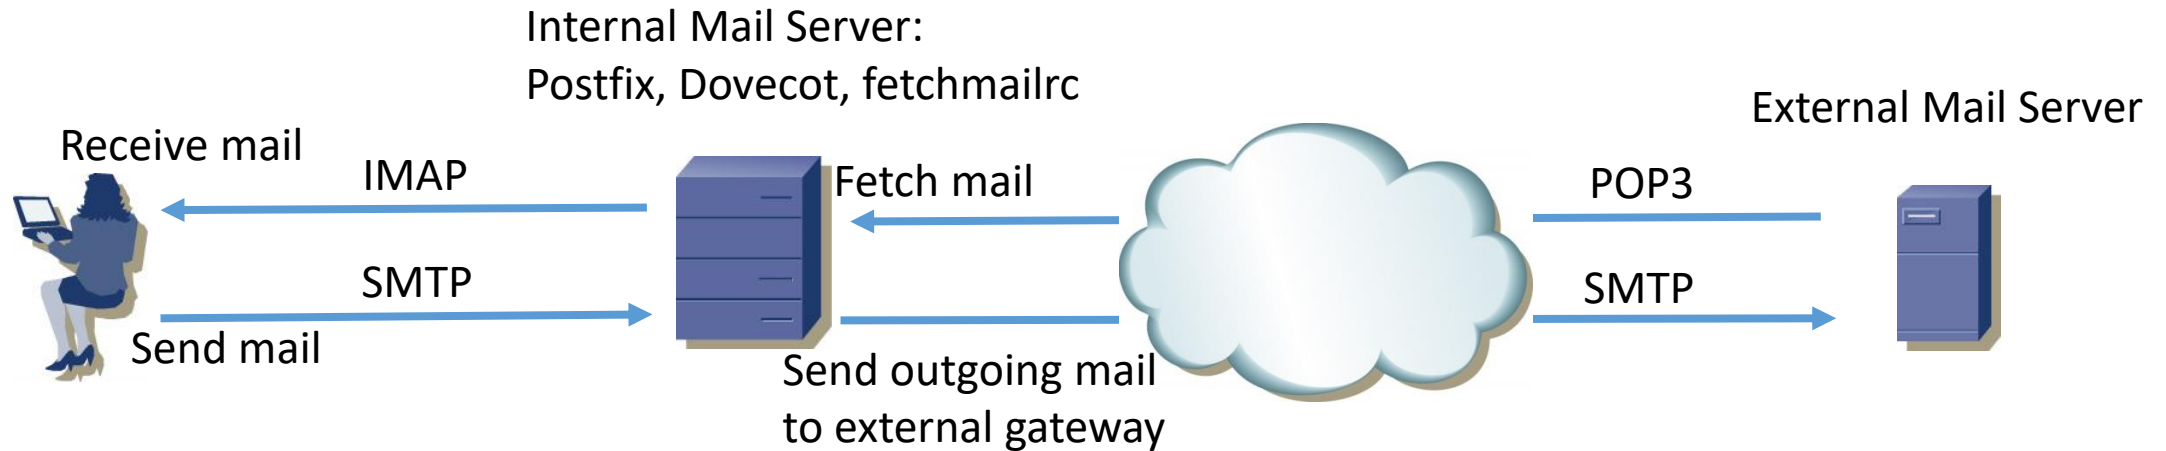 Internal Mail Server:
Postfix, Dovecot, fetchmailrc
External Mail Server
Receive mail
IMAP
Fetch mail
POP3
SMTP
SMTP
Send mail
Send outgoing mail
to external gateway